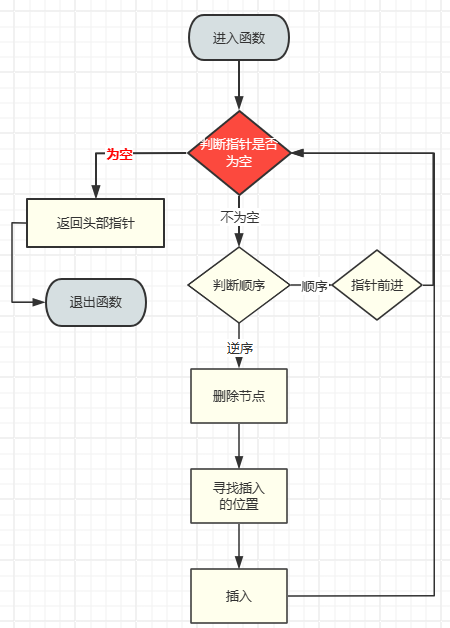 进入函数
判断指针是否
为空
为空
返回头部指针
退出函数
不为空
判断顺序
顺序
指针前进
逆序
删除节点
寻找插入
的位置
插入